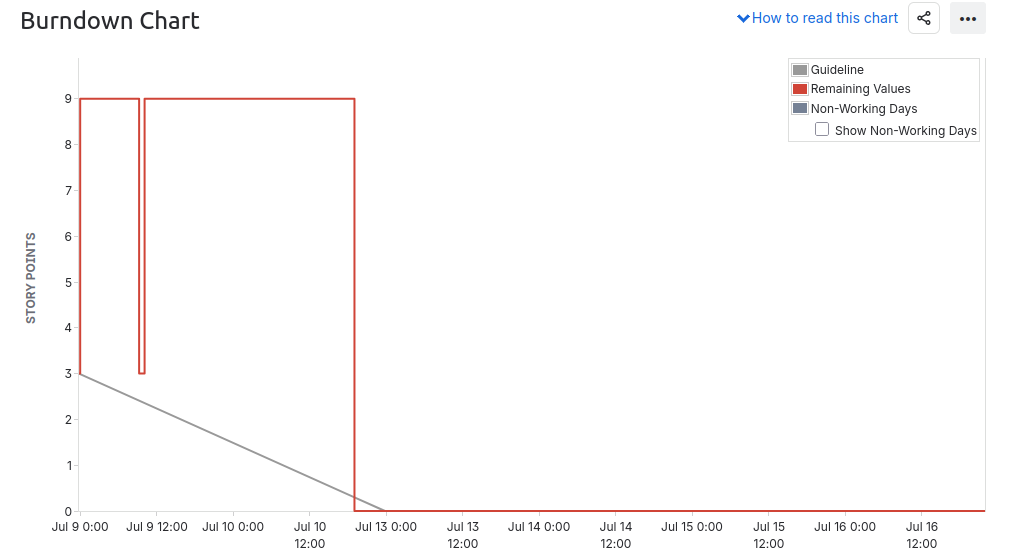 Burndown Chart
How to read this chart
Guideline
Remaining Values
Non-Working Days
Show Non-Working Days
STORY POINTS
9
8
7
6
5
4
3
2
1
0
Jul 9 0:00
Jul 9 12:00
Jul 10 0:00
Jul 10
12:00
Jul 13 0:00
Jul 13
12:00
Jul 14 0:00
Jul 14
12:00
Jul 15 0:00
Jul 15
12:00
Jul 16 0:00
Jul 16
12:00